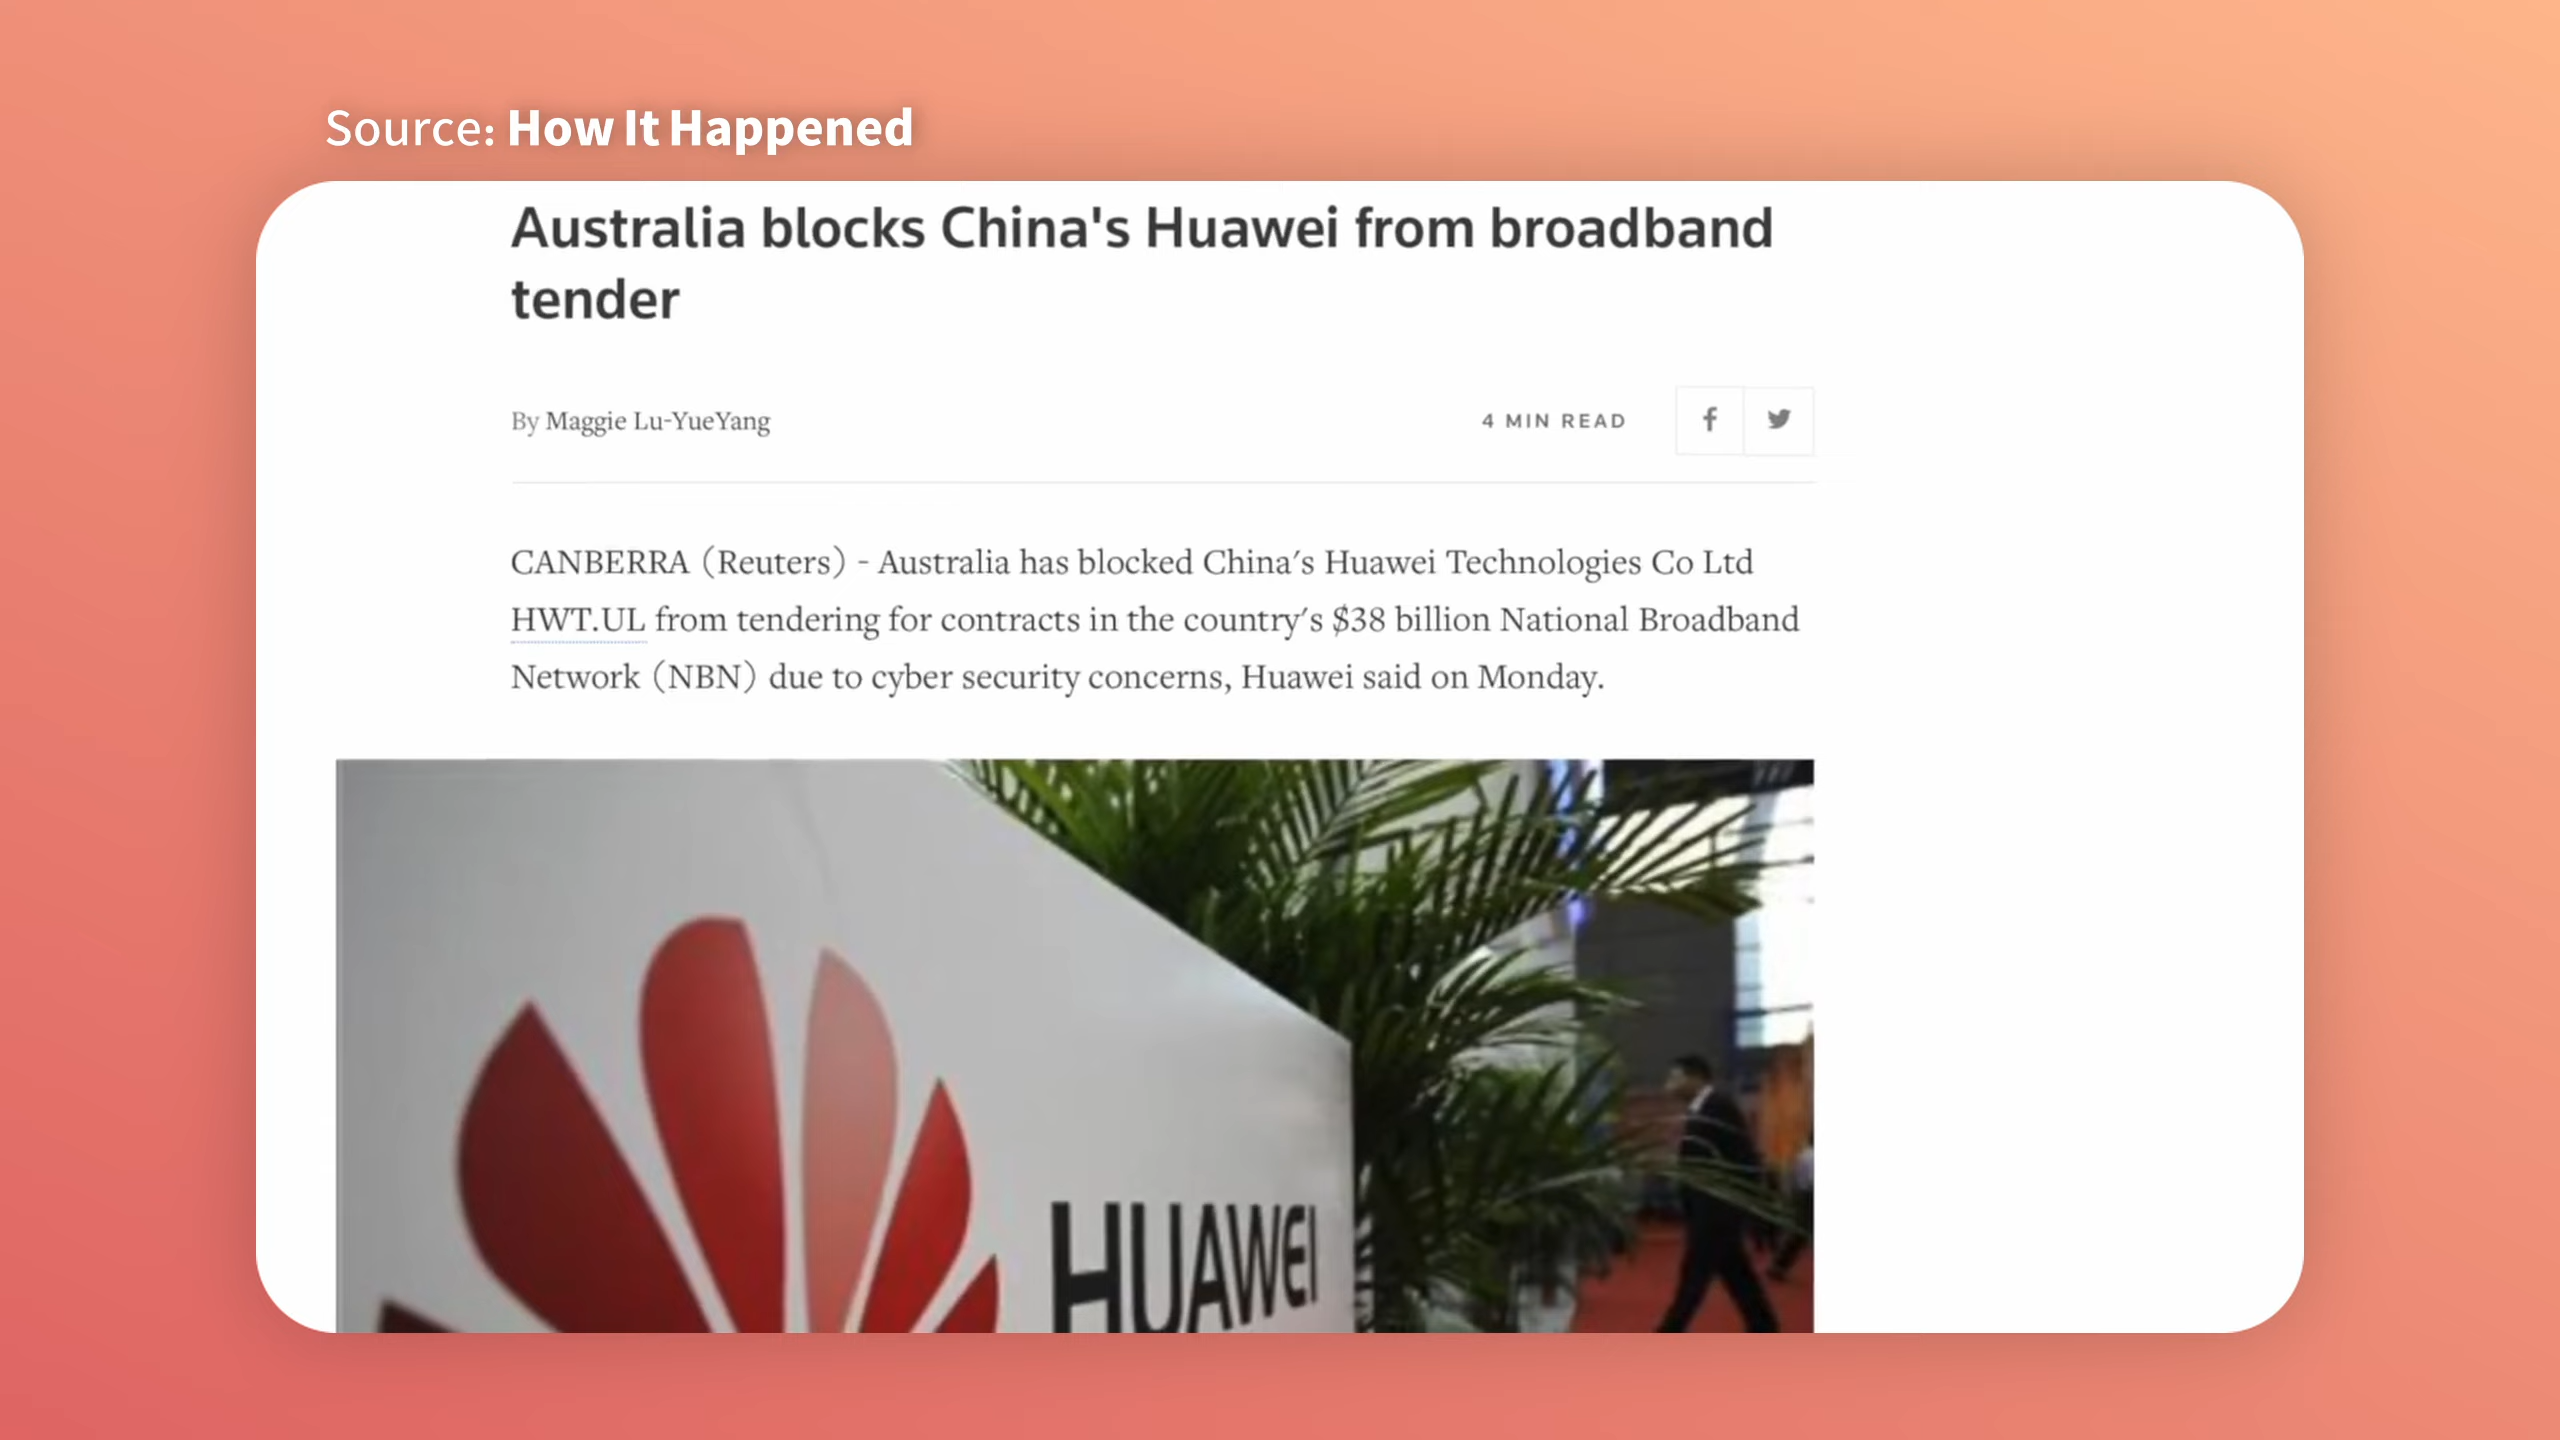 Source: How It Happened
Australia blocks China's Huawei from broadband
tender
By Maggie Lu-YueYang
4 MIN READ
CANBERRA (Reuters) - Australia has blocked China's Huawei Technologies Co Ltd
HWT.UL from tendering for contracts in the country's $38 billion National Broadband
Network (NBN) due to cyber security concerns, Huawei said on Monday.
HUAWEI